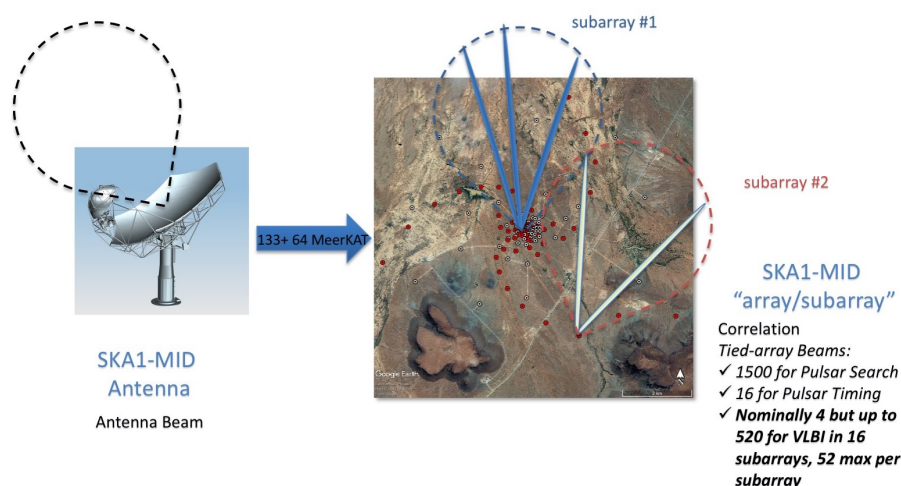 subarray #1
subarray #2
133+ 64 MeerKAT
SKA1-MID
Antenna
Antenna Beam
Google Earth
SKA1-MID
"array/subarray"
Correlation
Tied-array Beams:
✓ 1500 for Pulsar Search
✓ 16 for Pulsar Timing
✓ Nominally 4 but up to
520 for VLBI in 16
subarrays, 52 max per
subarray